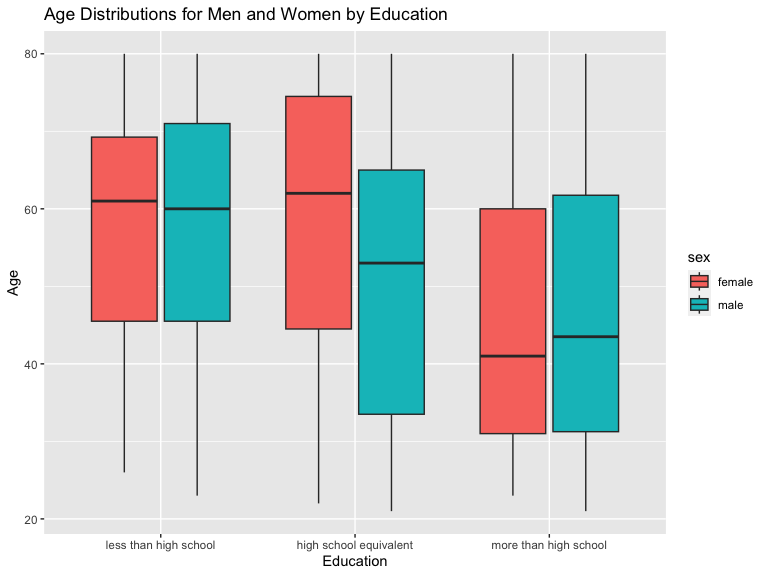 Age Distributions for Men and Women by Education
80
60
40
20
Age
less than high school
high school equivalent
more than high school
Education
sex
female
male